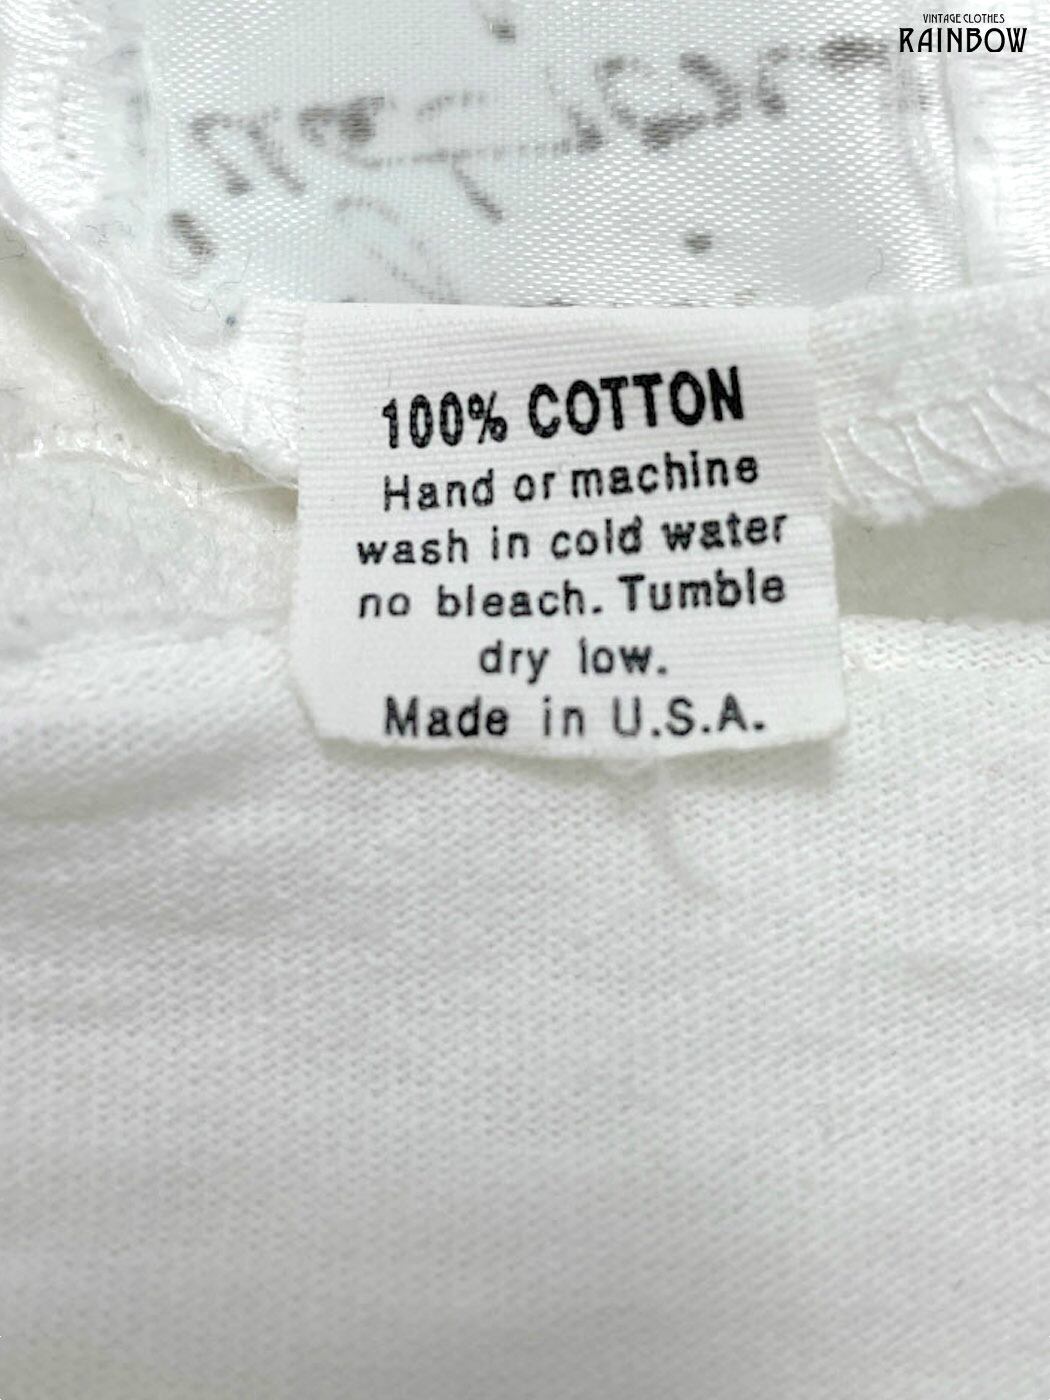 VINTAGE CLOTHES
RAINBOW
100% COTTON
Hand or machine
wash in cold water
no bleach. Tumble
dry low.
Made in U.S.A.